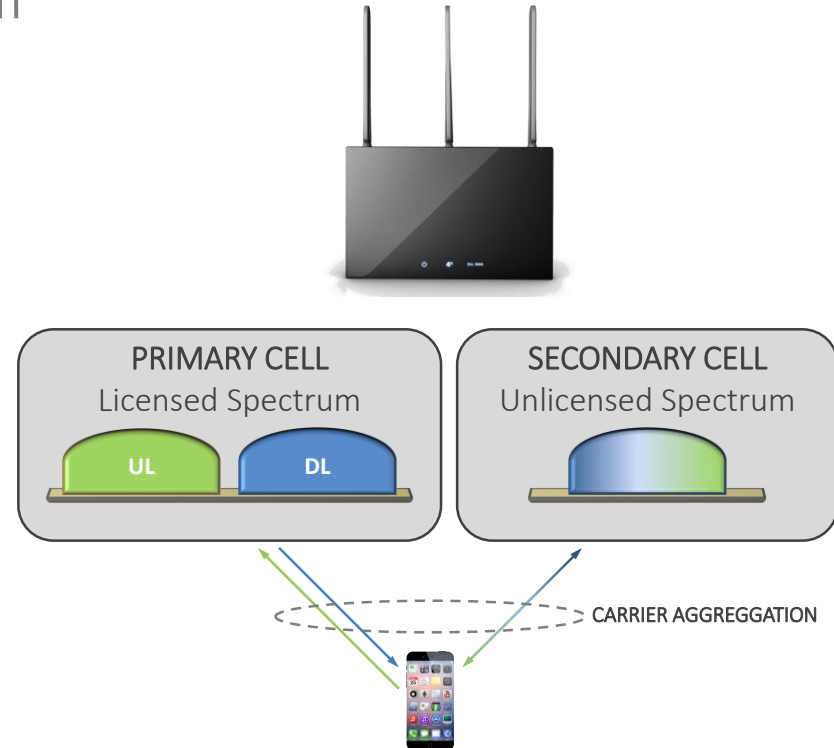 PRIMARY CELL
Licensed Spectrum
UL
DL
SECONDARY CELL
Unlicensed Spectrum
CARRIER AGGREGGATION